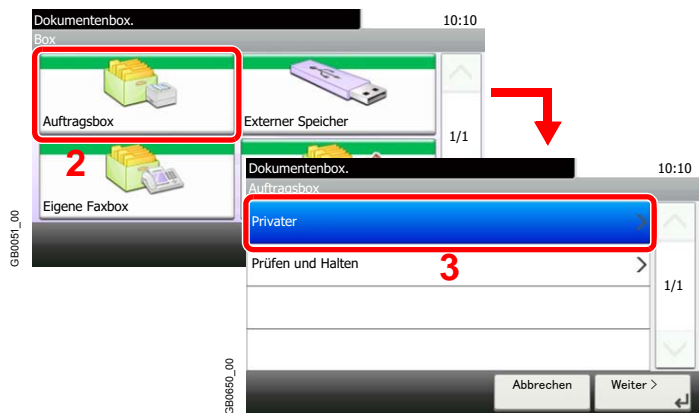 Dokumentenbox. 10:10
Box
Auftragsbox
Externer Speicher
1/1
2
Eigene Faxbox
GB0051_00
Dokumentenbox. 10:10
Auftragsbox
Privater
Prüfen und Halten
3
1/1
Abbrechen
Weiter >
GB0650_00